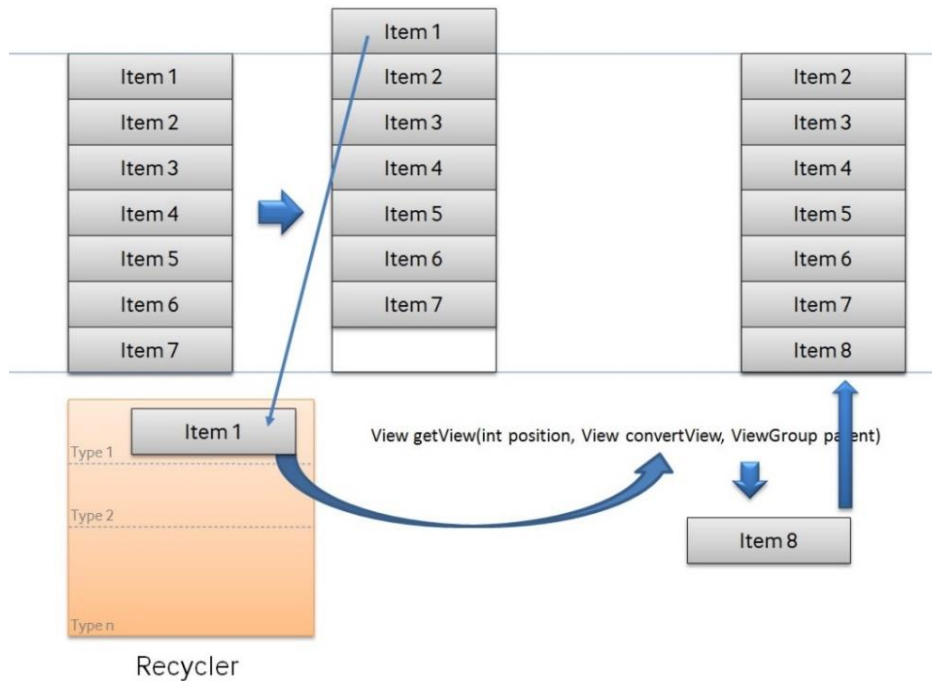 Item 1
Item 2
Item 3
Item 4
Item 5
Item 6
Item 7
Item 1
Item 2
Item 3
Item 4
Item 5
Item 6
Item 7
Item 2
Item 3
Item 4
Item 5
Item 6
Item 7
Item 8
Item 1
Type 1
Type 2
Type n
Recycler
View getView(int position, View convertView, ViewGroup parent)
Item 8